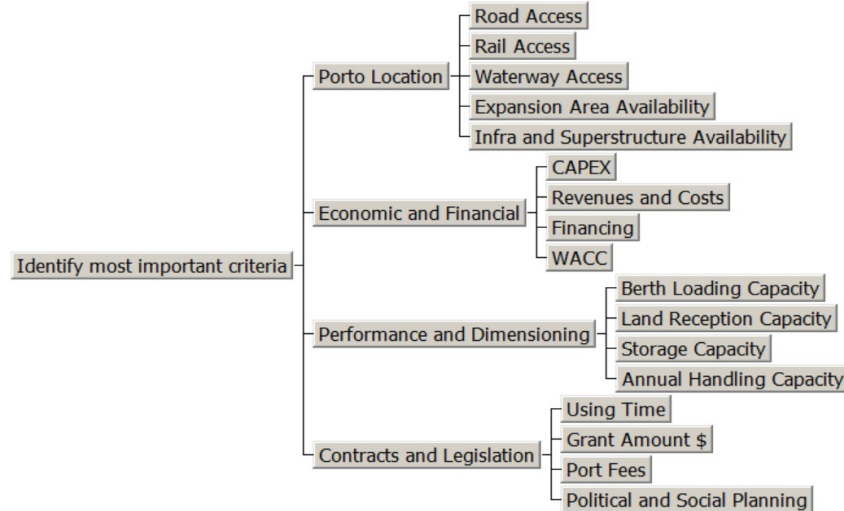 Road Access
Rail Access
Porto Location
Waterway Access
Expansion Area Availability
Infra and Superstructure Availability
CAPEX
Revenues and Costs
Economic and Financial
Financing
WACC
Identify most important criteria
Berth Loading Capacity
Land Reception Capacity
Performance and Dimensioning
Storage Capacity
Annual Handling Capacity
Using Time
Grant Amount $
Contracts and Legislation
Port Fees
Political and Social Planning